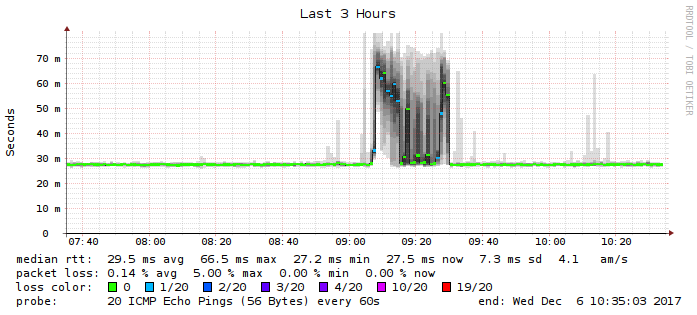 Last 3 Hours
RRDTOOL / TOBI OETIKER
Seconds
70 m
60 m
50 m
40 m
30 m
20 m
10 m
0
07:40 08:00 08:20 08:40 09:00 09:20 09:40 10:00 10:20
median rtt: 29.5 ms avg 66.5 ms max 27.2 ms min 27.5 ms now 7.3 ms sd 4.1 am/s
packet loss: 0.14 % avg 5.00 % max 0.00 % min 0.00 % now
loss color: 0 1/20 2/20 3/20 4/20 10/20 19/20
probe: 20 ICMP Echo Pings (56 Bytes) every 60s end: Wed Dec 6 10:35:03 2017